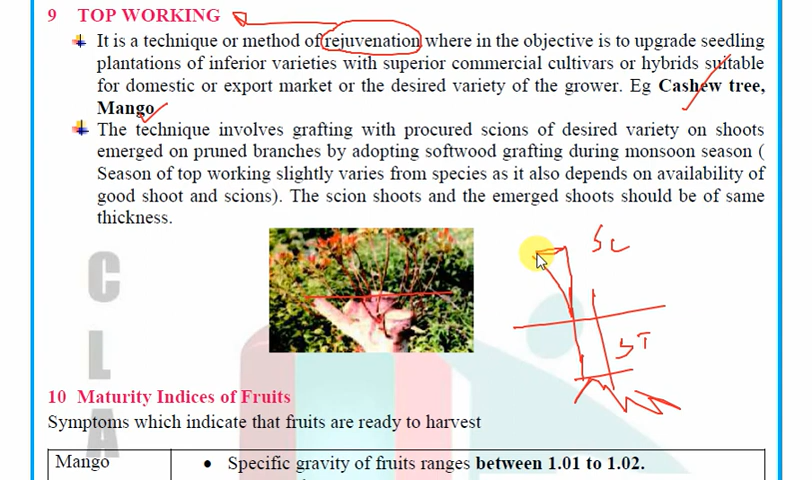 9 TOP WORKING
It is a technique or method of rejuvenation where in the objective is to upgrade seedling
plantations of inferior varieties with superior commercial cultivars or hybrids suitable
for domestic or export market or the desired variety of the grower. Eg Cashew tree,
Mango
The technique involves grafting with procured scions of desired variety on shoots
emerged on pruned branches by adopting softwood grafting during monsoon season (
Season of top working slightly varies from species as it also depends on availability of
good shoot and scions). The scion shoots and the emerged shoots should be of same
thickness.
SC
ST
C
L
A
10 Maturity Indices of Fruits
Symptoms which indicate that fruits are ready to harvest
Mango • Specific gravity of fruits ranges between 1.01 to 1.02.